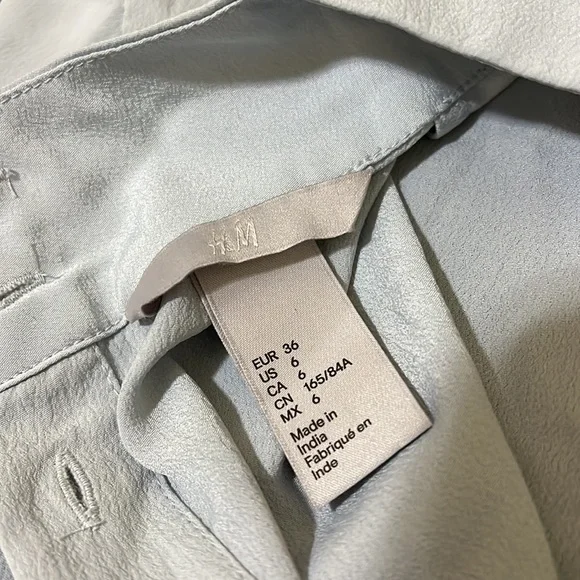 H&M
EUR 36
US 6
CA 6
CN 165/84A
MX 6
Made in
India
Fabriqué en
Inde